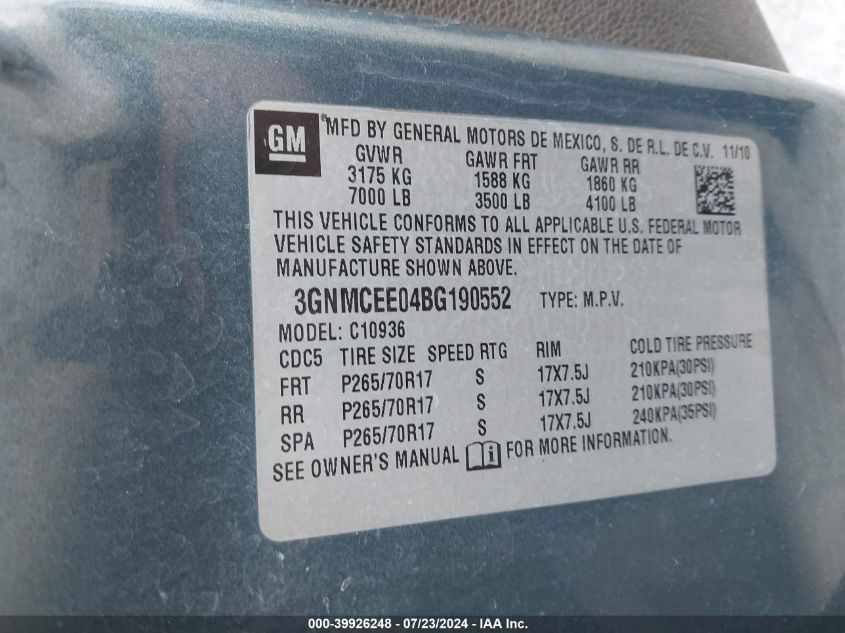 GM ® MFD BY GENERAL MOTORS DE MEXICO, S. DE R.L. DE C.V. 11/10
GVWR GAWR FRT GAWR RR
3175 KG 1588 KG 1860 KG
7000 LB 3500 LB 4100 LB
THIS VEHICLE CONFORMS TO ALL APPLICABLE U.S. FEDERAL MOTOR
VEHICLE SAFETY STANDARDS IN EFFECT ON THE DATE OF
MANUFACTURE SHOWN ABOVE.
3GNMCEE04BG190552 TYPE: M.P.V.
MODEL: C10936
CDC5 TIRE SIZE SPEED RTG RIM COLD TIRE PRESSURE
FRT P265/70R17 S 17X7.5J 210KPA(30PSI)
RR P265/70R17 S 17X7.5J 210KPA(30PSI)
SPA P265/70R17 S 17X7.5J 240KPA(35PSI)
SEE OWNER'S MANUAL FOR MORE INFORMATION.
000-39926248 - 07/23/2024 - IAA Inc.